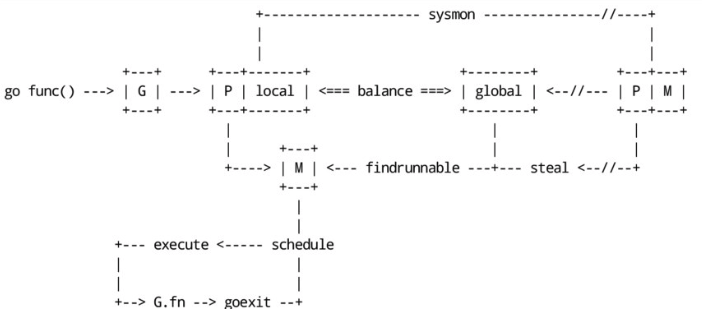 +-------------------- sysmon ---------------//----+
|                                                 |
|                                                 |
+---+      +---+-------+                   +--------+          +---+---+
go func() ---> | G | ---> | P | local | <=== balance ===> | global | <--//--- | P | M |
+---+      +---+-------+                   +--------+          +---+---+
|                                 |                |
|      +---+                      |                |
+----> | M | <--- findrunnable ---+--- steal <--//--+
+---+
|
|
+--- execute <----- schedule
|                      |
|                      |
+--> G.fn --> goexit --+